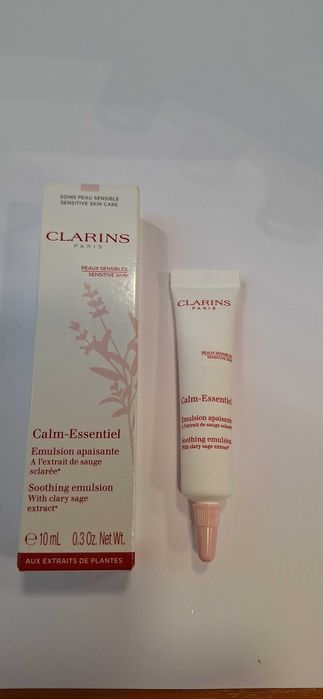 SOINS PEAU SENSIBLE
SENSITIVE SKIN CARE
CLARINS
PARIS
PEAUX SENSIBLES
SENSITIVE SKIN
Calm-Essentiel
Emulsion apaisante
A l'extrait de sauge
sclarée*
Soothing emulsion
With clary sage
extract*
e 10 mL 0.3 Oz. Net Wt.
AUX EXTRAITS DE PLANTES
CLARINS
PARIS
PEAUX SENSIBLES
SENSITIVE SKIN
Calm-Essentiel
Emulsion apaisante
A l'extrait de sauge
sclarée*
Soothing emulsion
With clary sage
extract*